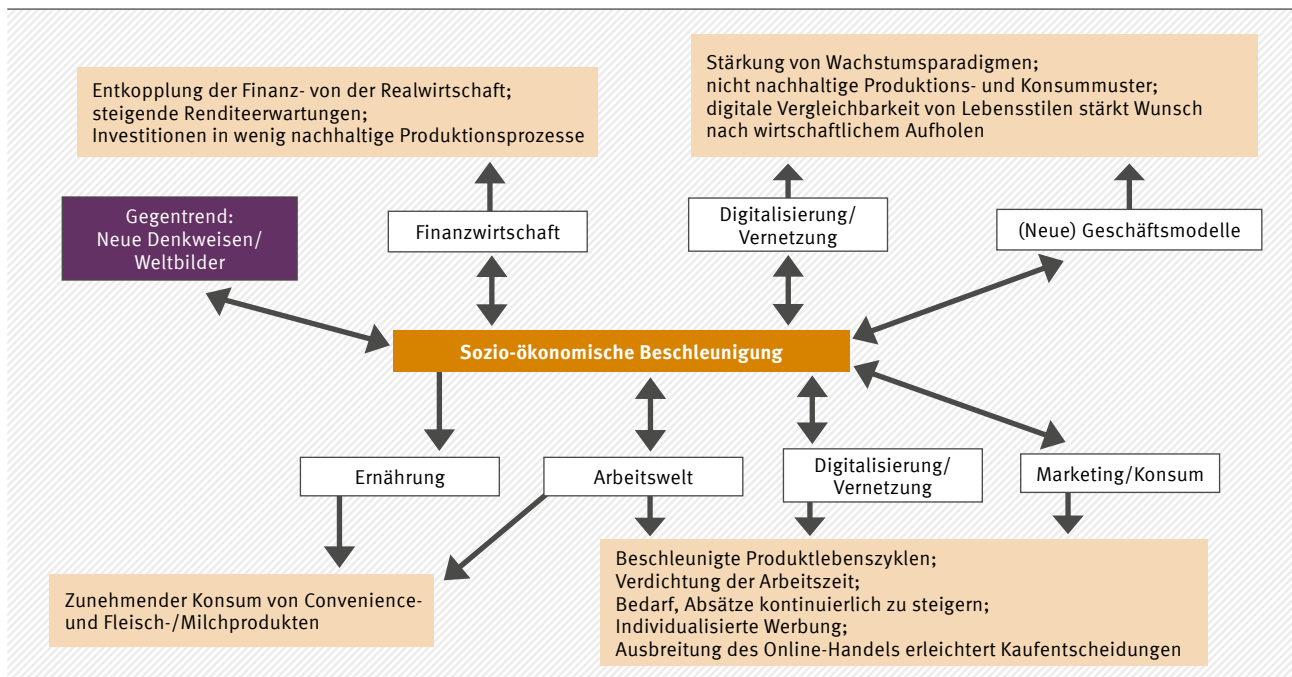 Entkopplung der Finanz- von der Realwirtschaft;
steigende Renditeerwartungen;
Investitionen in wenig nachhaltige Produktionsprozesse
Stärkung von Wachstumsparadigmen;
nicht nachhaltige Produktions- und Konsummuster;
digitale Vergleichbarkeit von Lebensstilen stärkt Wunsch
nach wirtschaftlichem Aufholen
Gegentrend:
Neue Denkweisen/
Weltbilder
Finanzwirtschaft
Digitalisierung/
Vernetzung
(Neue) Geschäftsmodelle
Sozio-ökonomische Beschleunigung
Ernährung
Arbeitswelt
Digitalisierung/
Vernetzung
Marketing/Konsum
Zunehmender Konsum von Convenience-
und Fleisch-/Milchprodukten
Beschleunigte Produktlebenszyklen;
Verdichtung der Arbeitszeit;
Bedarf, Absätze kontinuierlich zu steigern;
Individualisierte Werbung;
Ausbreitung des Online-Handels erleichtert Kaufentscheidungen